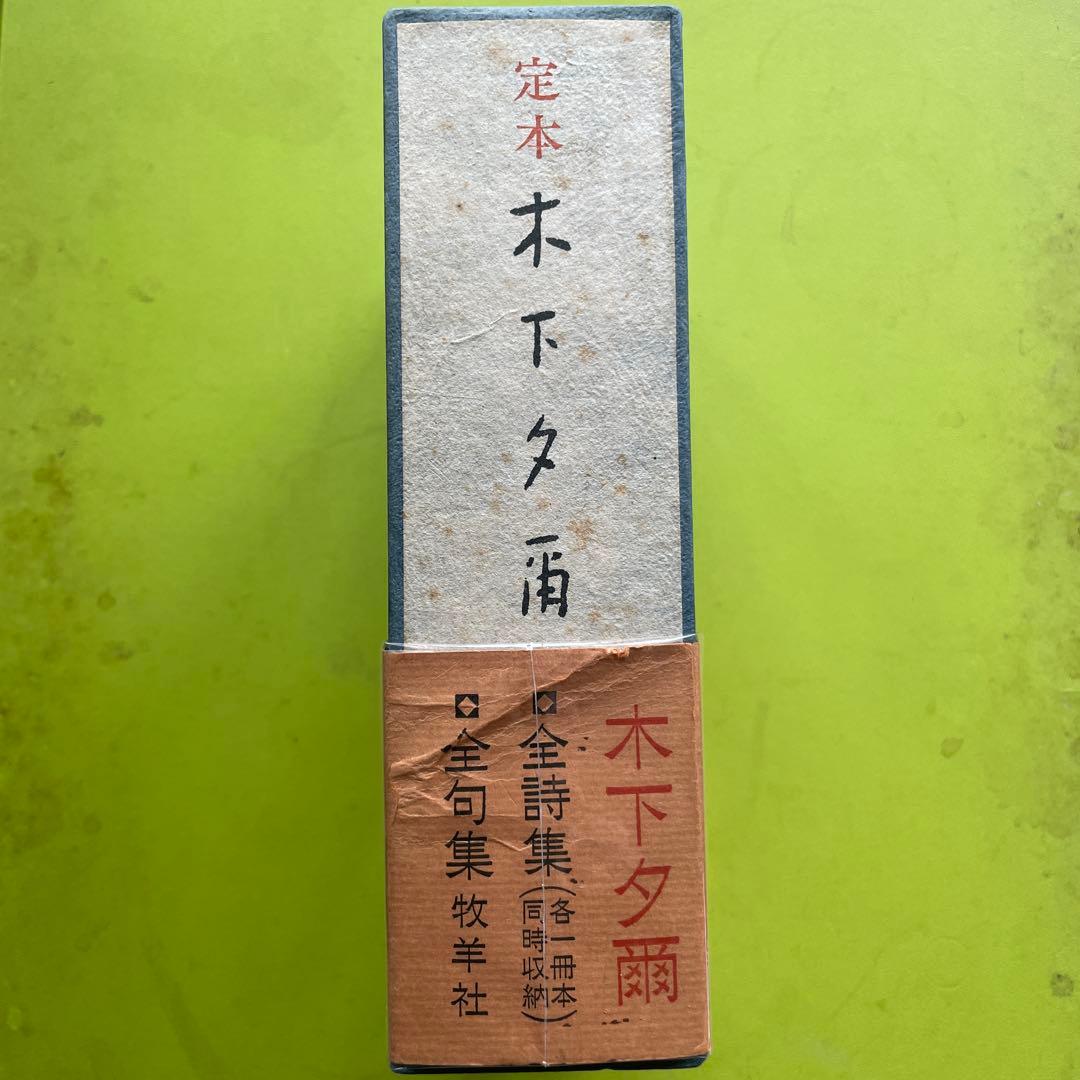 定本
木下夕爾
木下夕爾
全詩集(各一冊本同時収納)
全句集 牧羊社